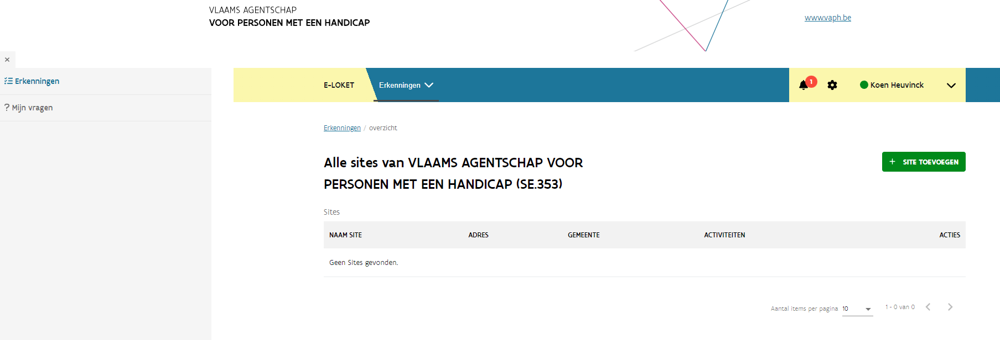 VLAAMS AGENTSCHAP
VOOR PERSONEN MET EEN HANDICAP
www.vaph.be
Erkenningen
? Mijn vragen
E-LOKET
Erkenningen
1
Koen Heuvinck
Erkenningen / overzicht
Alle sites van VLAAMS AGENTSCHAP VOOR
PERSONEN MET EEN HANDICAP (SE.353)
+ SITE TOEVOEGEN
Sites
NAAM SITE ADRES GEMEENTE ACTIVITEITEN ACTIES
Geen Sites gevonden.
Aantal items per pagina 10 1 - 0 van 0